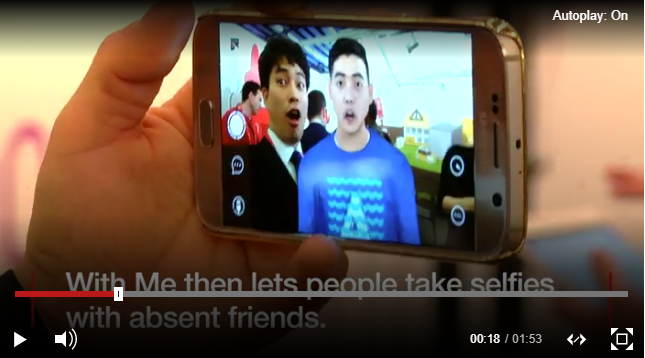 Autoplay: On
With Me then lets people take selfies
with absent friends.
00:18 / 01:53